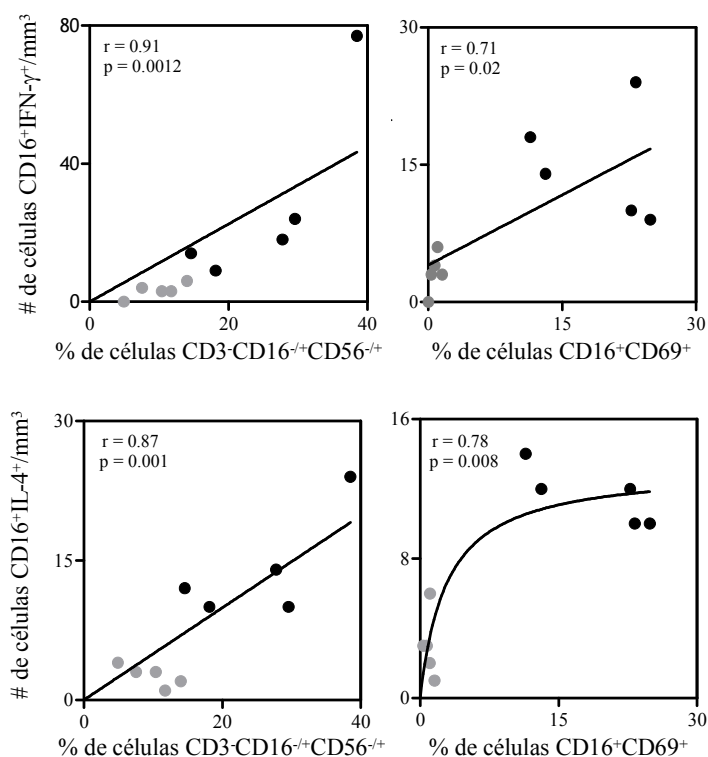 # de células CD16⁺IFN-γ⁺/mm³
80
40
0
r = 0.91
p = 0.0012
0
20
40
% de células CD3⁻CD16⁻/⁺CD56⁻/⁺
30
15
0
r = 0.71
p = 0.02
0
15
30
% de células CD16⁺CD69⁺
# de células CD16⁺IL-4⁺/mm³
30
15
0
r = 0.87
p = 0.001
0
20
40
% de células CD3⁻CD16⁻/⁺CD56⁻/⁺
16
8
0
r = 0.78
p = 0.008
0
15
30
% de células CD16⁺CD69⁺